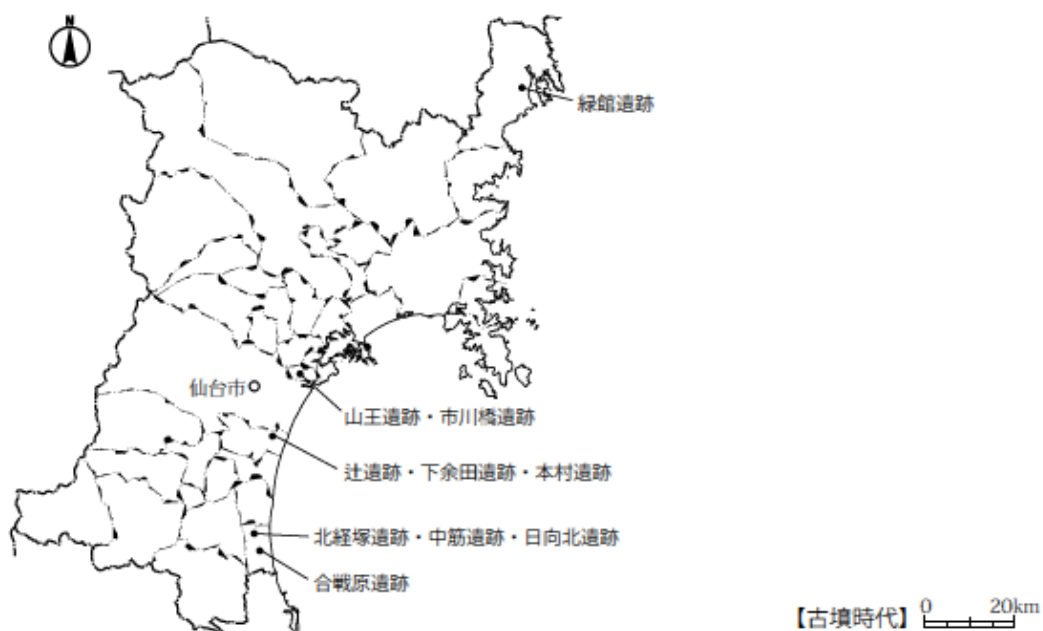 N
緑館遺跡
仙台市
山王遺跡・市川橋遺跡
辻遺跡・下余田遺跡・本村遺跡
北経塚遺跡・中筋遺跡・日向北遺跡
合戦原遺跡
【古墳時代】 0 20km